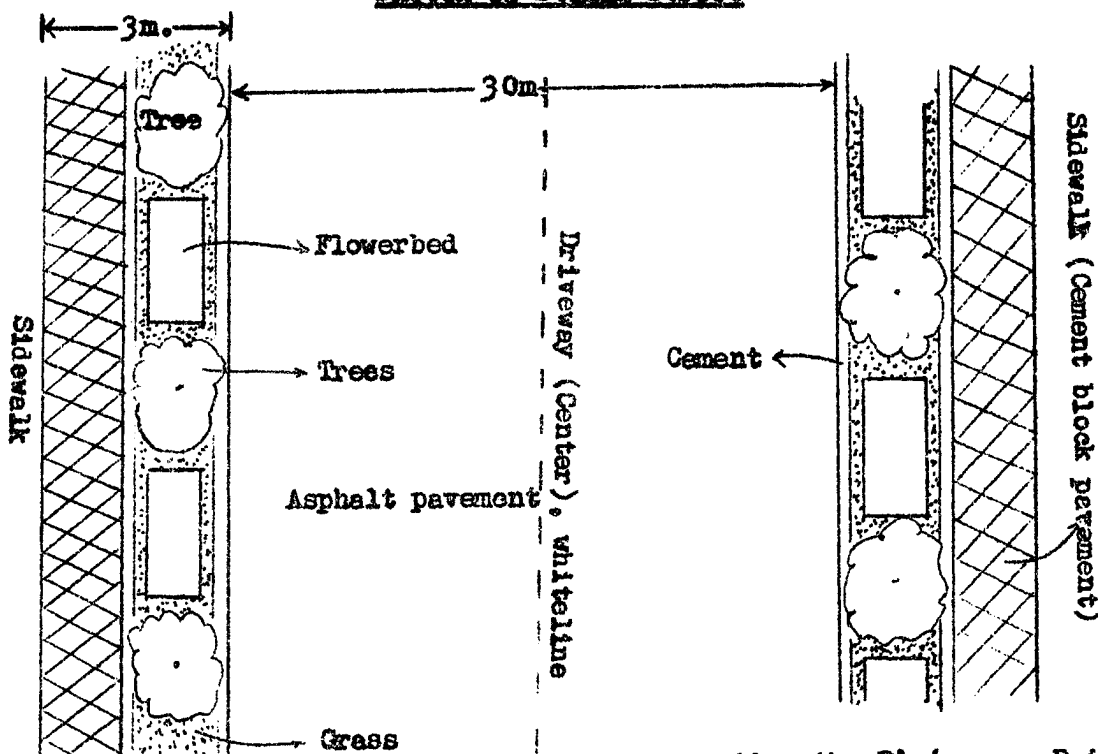 3m.
30m
Tree
Flowerbed
Trees
Cement
Asphalt pavement
Grass
Sidewalk
Driveway (Center), whiteline
Sidewalk (Cement block pavement)